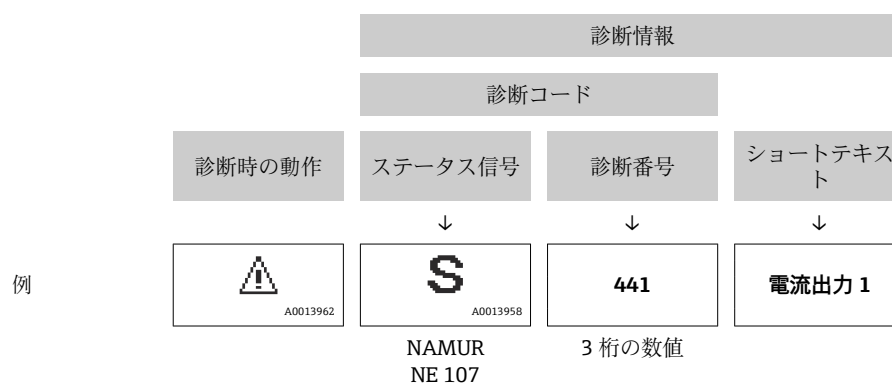 診断情報
診断コード
診断時の動作
ステータス信号
診断番号
ショートテキス
ト
↓
↓
↓
例
⚠
A0013962
S
A0013958
441
電流出力 1
NAMUR
NE 107
3 桁の数値